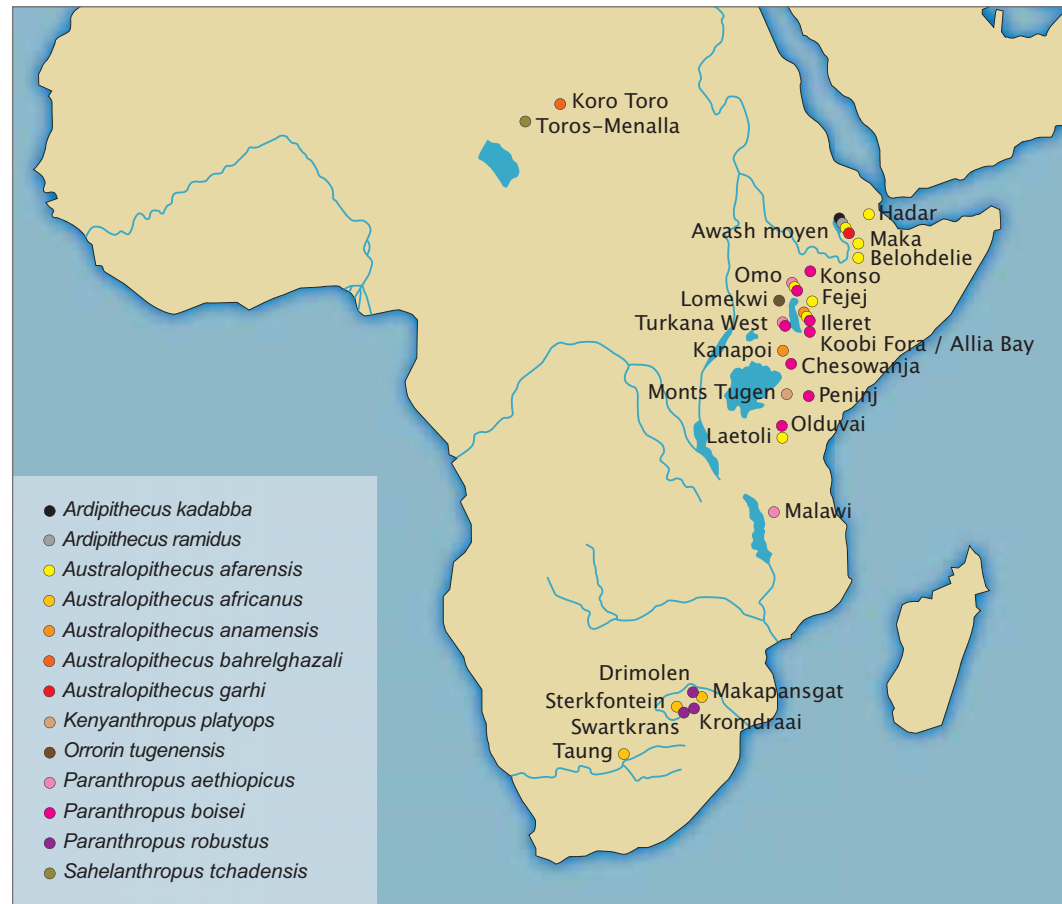 Koro Toro
Toros-Menalla
Hadar
Awash moyen
Maka
Belohdelie
Omo
Konso
Lomekwi
Fejej
Turkana West
Ileret
Koobi Fora / Allia Bay
Kanapoi
Chesowanja
Monts Tugen
Peninj
Olduvai
Laetoli
Malawi
Drimolen
Makapansgat
Sterkfontein
Swartkrans
Kromdraai
Taung
Ardipithecus kadabba
Ardipithecus ramidus
Australopithecus afarensis
Australopithecus africanus
Australopithecus anamensis
Australopithecus bahrelghazali
Australopithecus garhi
Kenyanthropus platyops
Orrorin tugenensis
Paranthropus aethiopicus
Paranthropus boisei
Paranthropus robustus
Sahelanthropus tchadensis